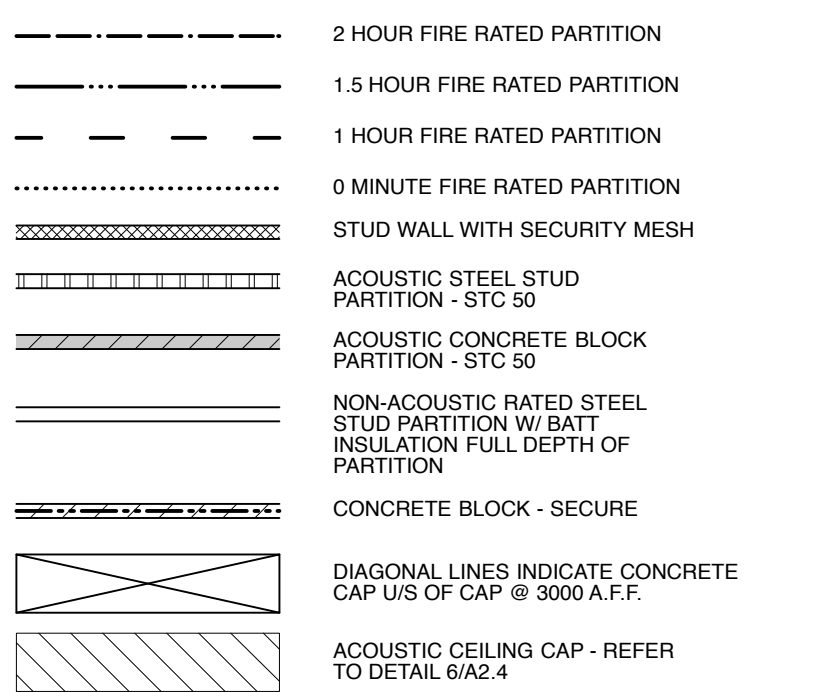 2 HOUR FIRE RATED PARTITION
1.5 HOUR FIRE RATED PARTITION
1 HOUR FIRE RATED PARTITION
0 MINUTE FIRE RATED PARTITION
STUD WALL WITH SECURITY MESH
ACOUSTIC STEEL STUD
PARTITION - STC 50
ACOUSTIC CONCRETE BLOCK
PARTITION - STC 50
NON-ACOUSTIC RATED STEEL
STUD PARTITION W/ BATT
INSULATION FULL DEPTH OF
PARTITION
CONCRETE BLOCK - SECURE
DIAGONAL LINES INDICATE CONCRETE
CAP U/S OF CAP @ 3000 A.F.F.
ACOUSTIC CEILING CAP - REFER
TO DETAIL 6/A2.4